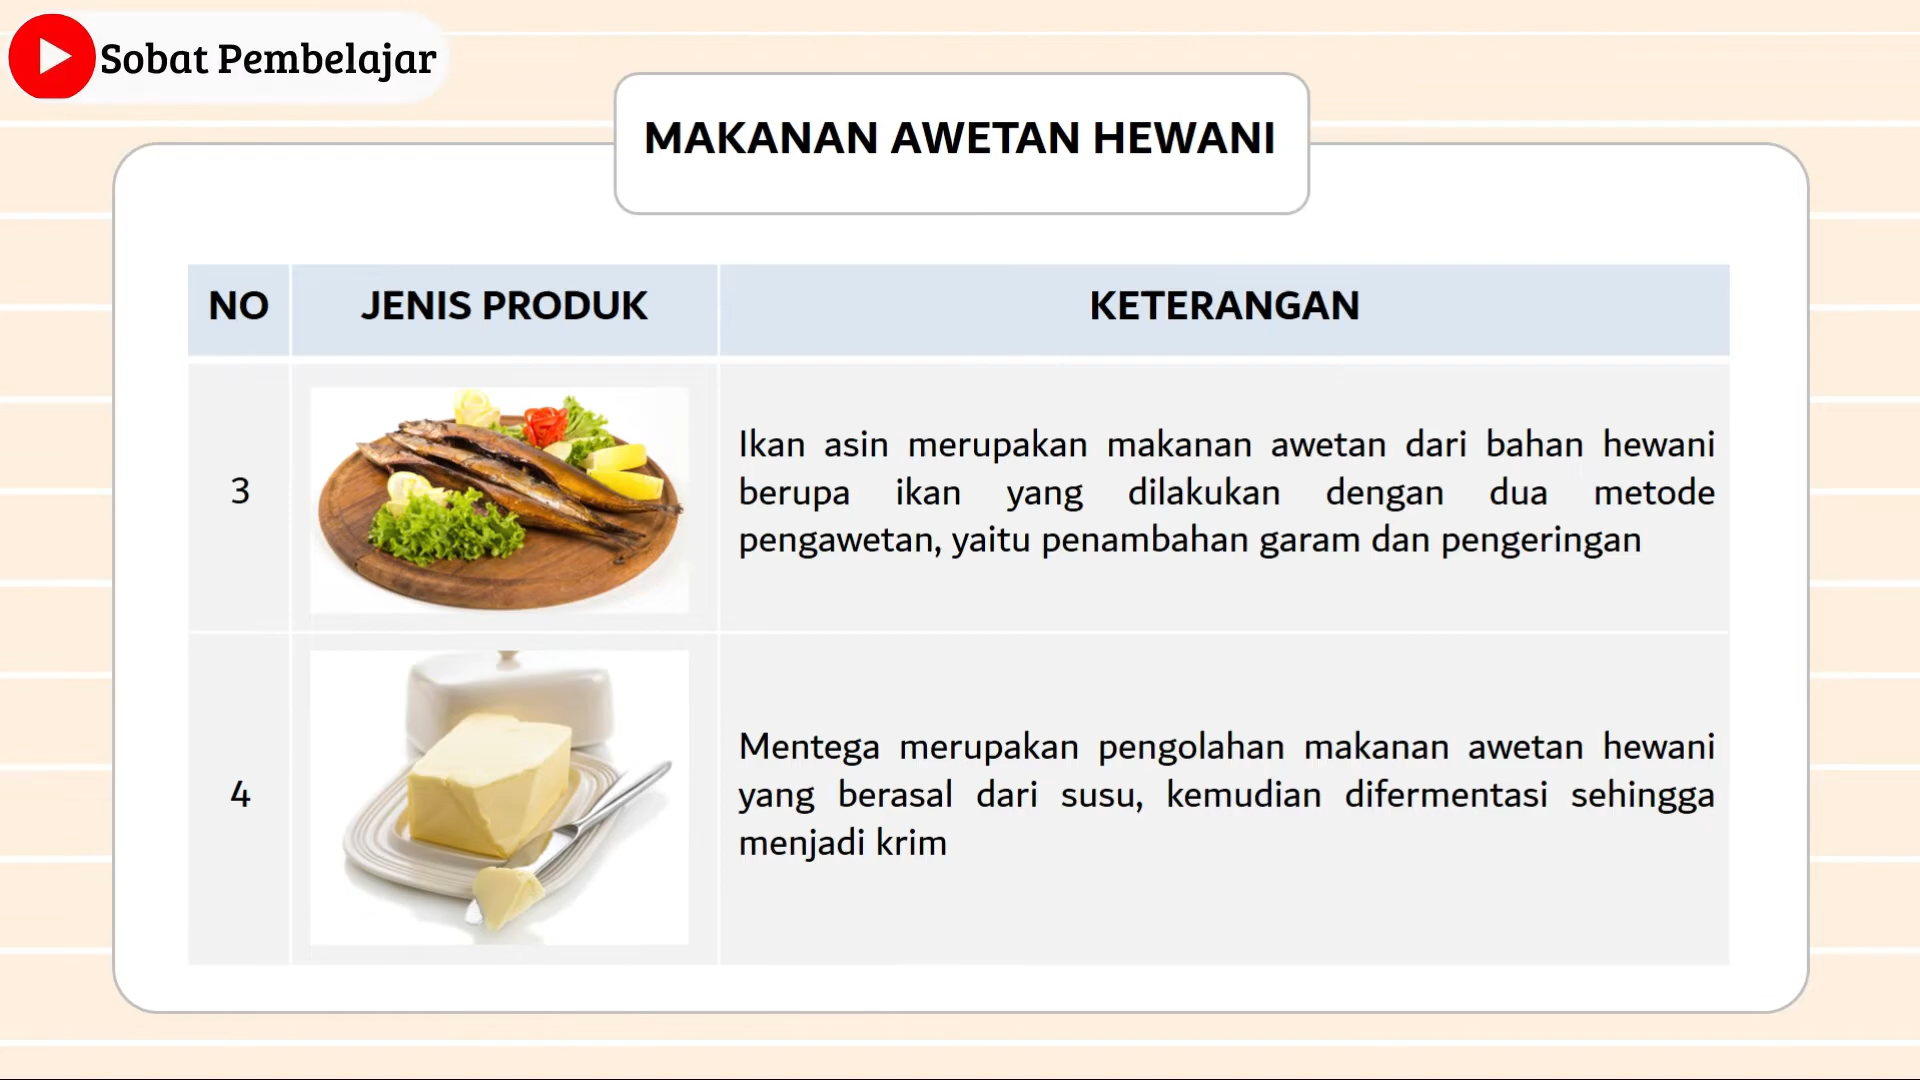 Sobat Pembelajar
MAKANAN AWETAN HEWANI
NO JENIS PRODUK KETERANGAN
3
Ikan asin merupakan makanan awetan dari bahan hewani
berupa ikan yang dilakukan dengan dua metode
pengawetan, yaitu penambahan garam dan pengeringan
4
Mentega merupakan pengolahan makanan awetan hewani
yang berasal dari susu, kemudian difermentasi sehingga
menjadi krim